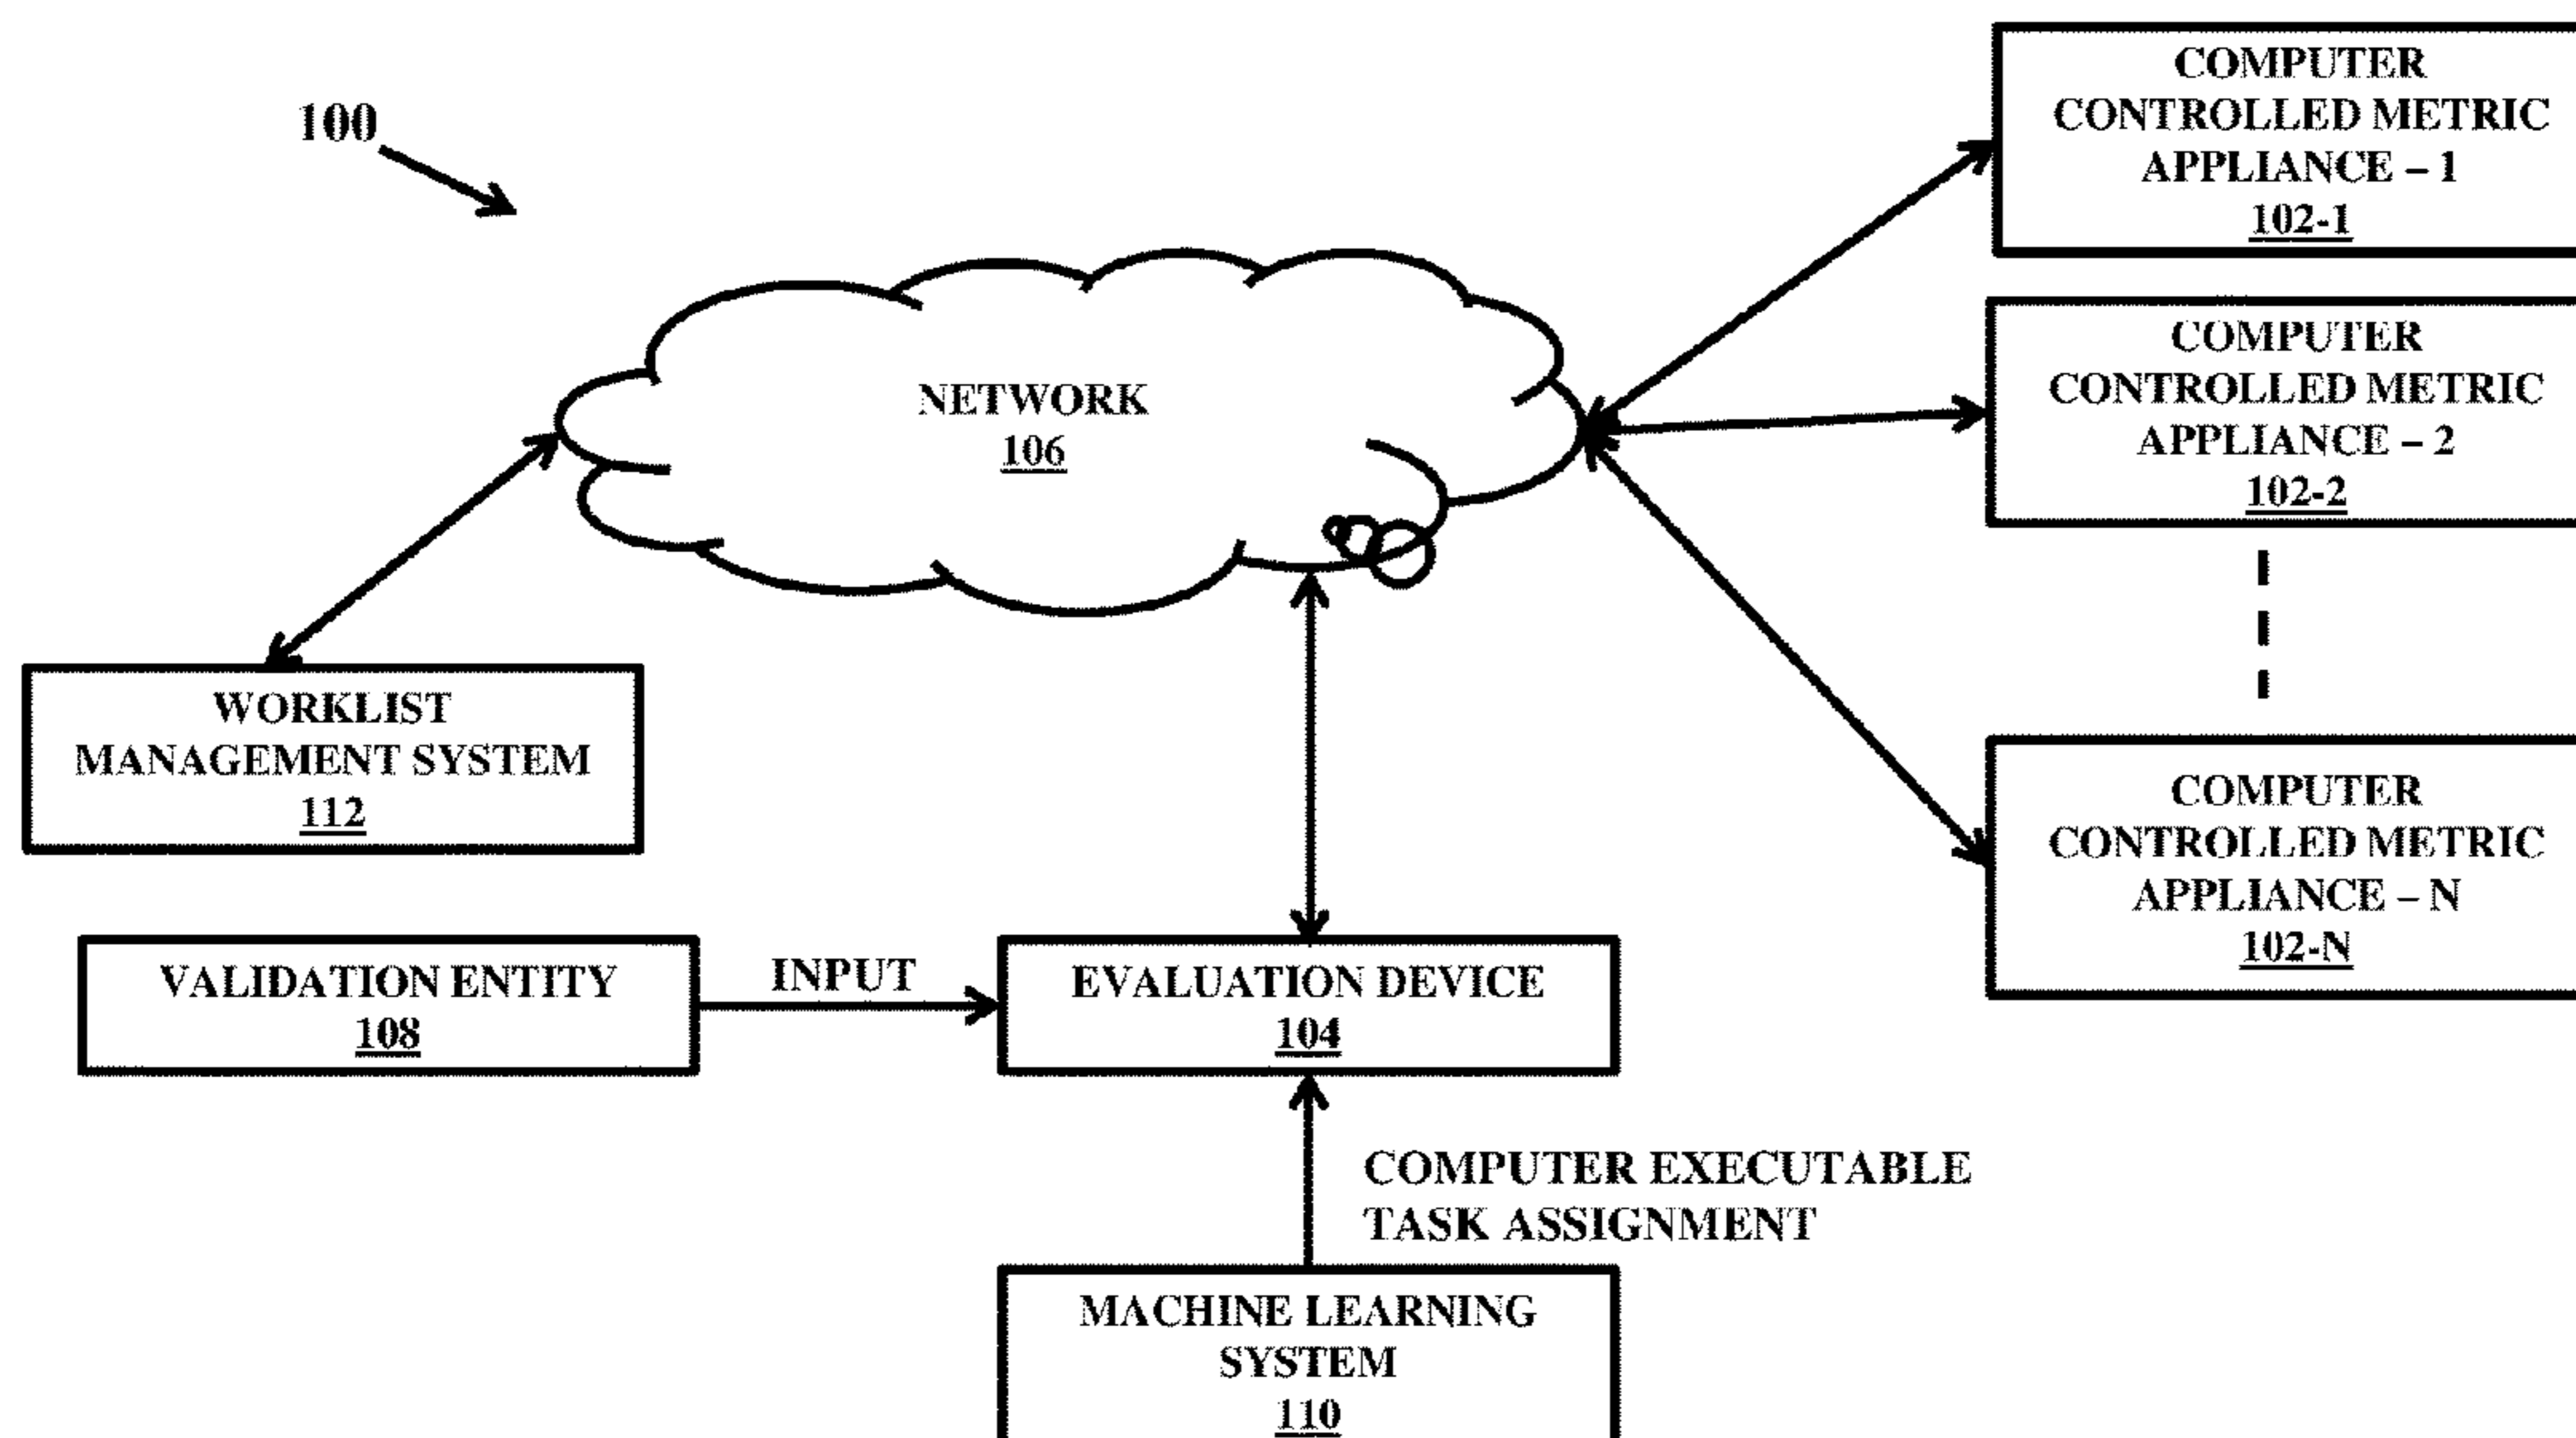 100
COMPUTER
CONTROLLED METRIC
APPLIANCE – 1
102-1
COMPUTER
CONTROLLED METRIC
APPLIANCE – 2
102-2
NETWORK
106
WORKLIST
MANAGEMENT SYSTEM
112
COMPUTER
CONTROLLED METRIC
APPLIANCE – N
102-N
VALIDATION ENTITY
108
INPUT
EVALUATION DEVICE
104
COMPUTER EXECUTABLE
TASK ASSIGNMENT
MACHINE LEARNING
SYSTEM
110